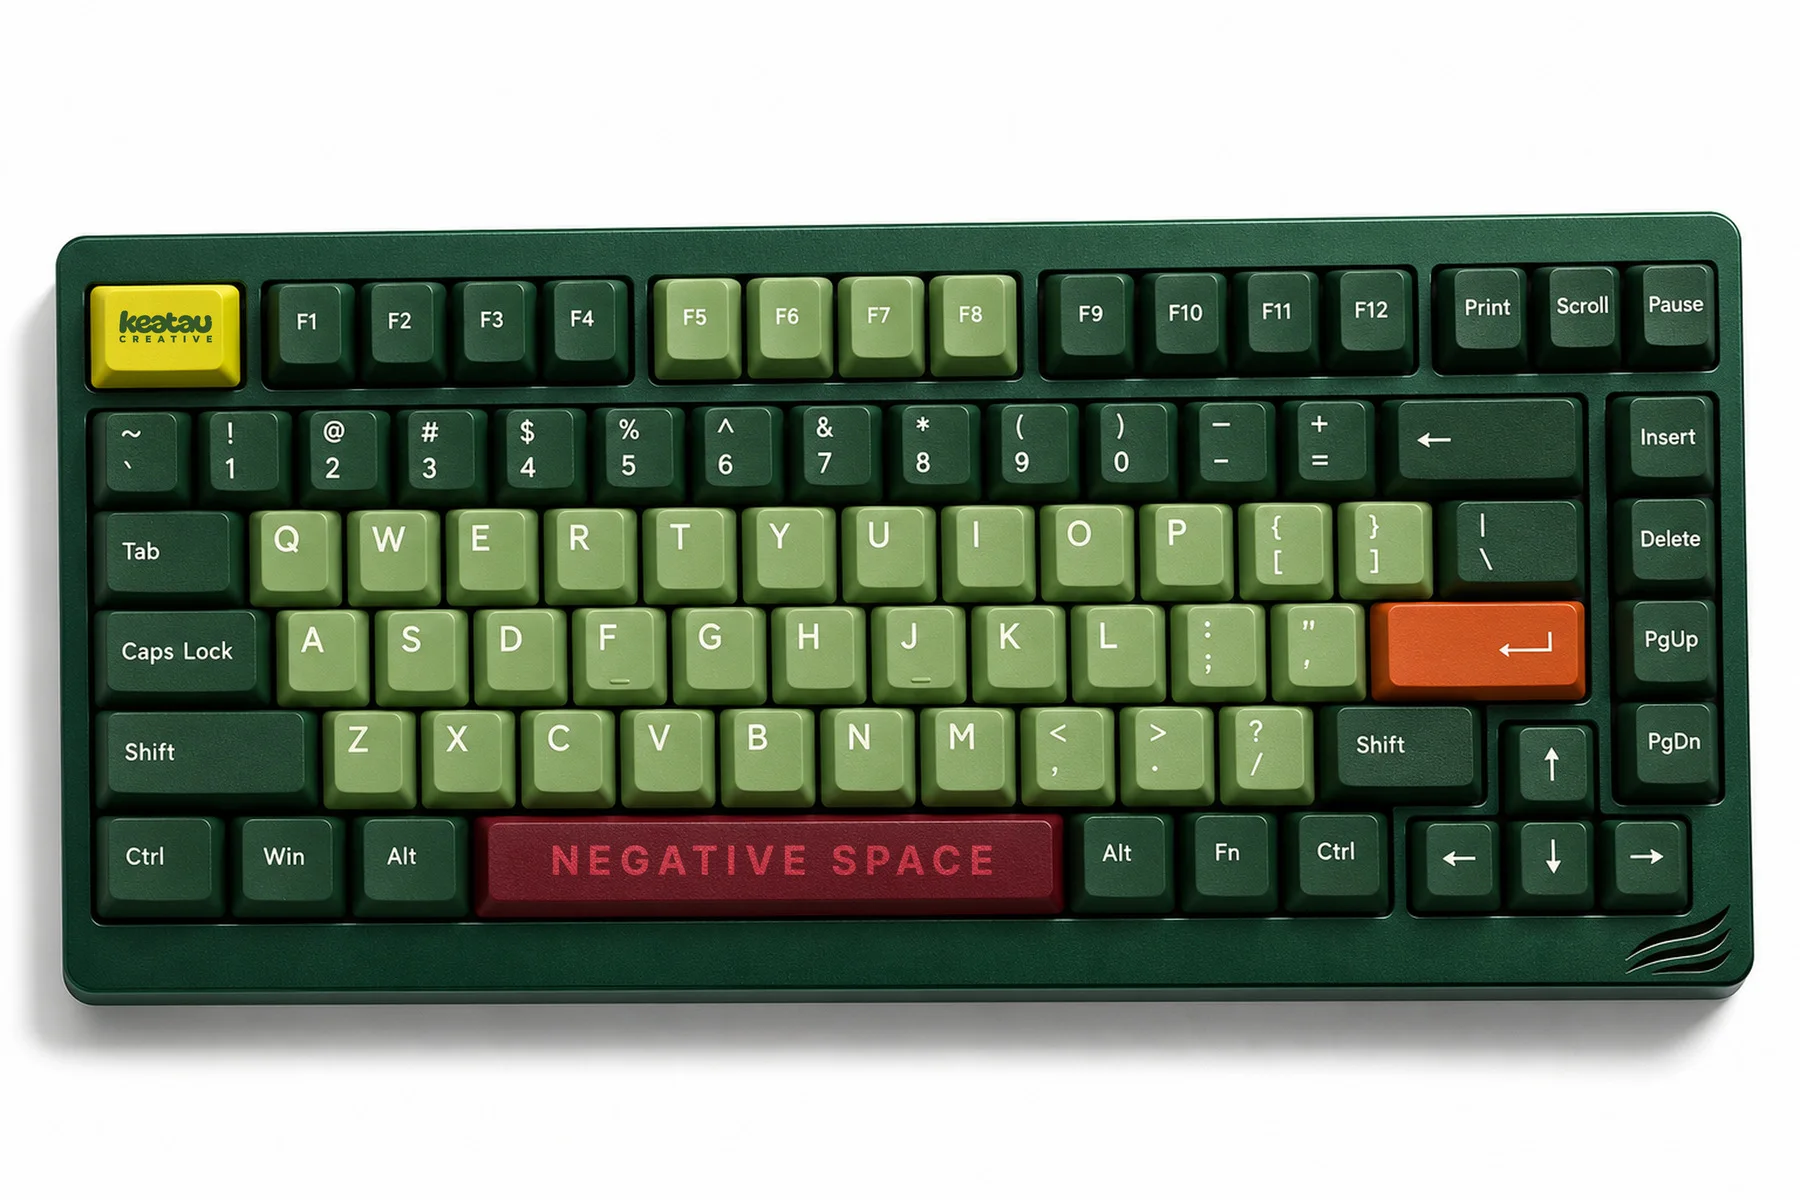 keatau
CREATIVE
F1 F2 F3 F4 F5 F6 F7 F8 F9 F10 F11 F12 Print Scroll Pause
~ ! @ # $ % ^ & * ( ) – + ←
` 1 2 3 4 5 6 7 8 9 0 - = Insert
Tab Q W E R T Y U I O P { } | Delete
[ ] \
Caps Lock A S D F G H J K L : " PgUp
; ,
Shift Z X C V B N M < > ? Shift ↑ PgDn
, . /
Ctrl Win Alt NEGATIVE SPACE Alt Fn Ctrl ← ↓ →